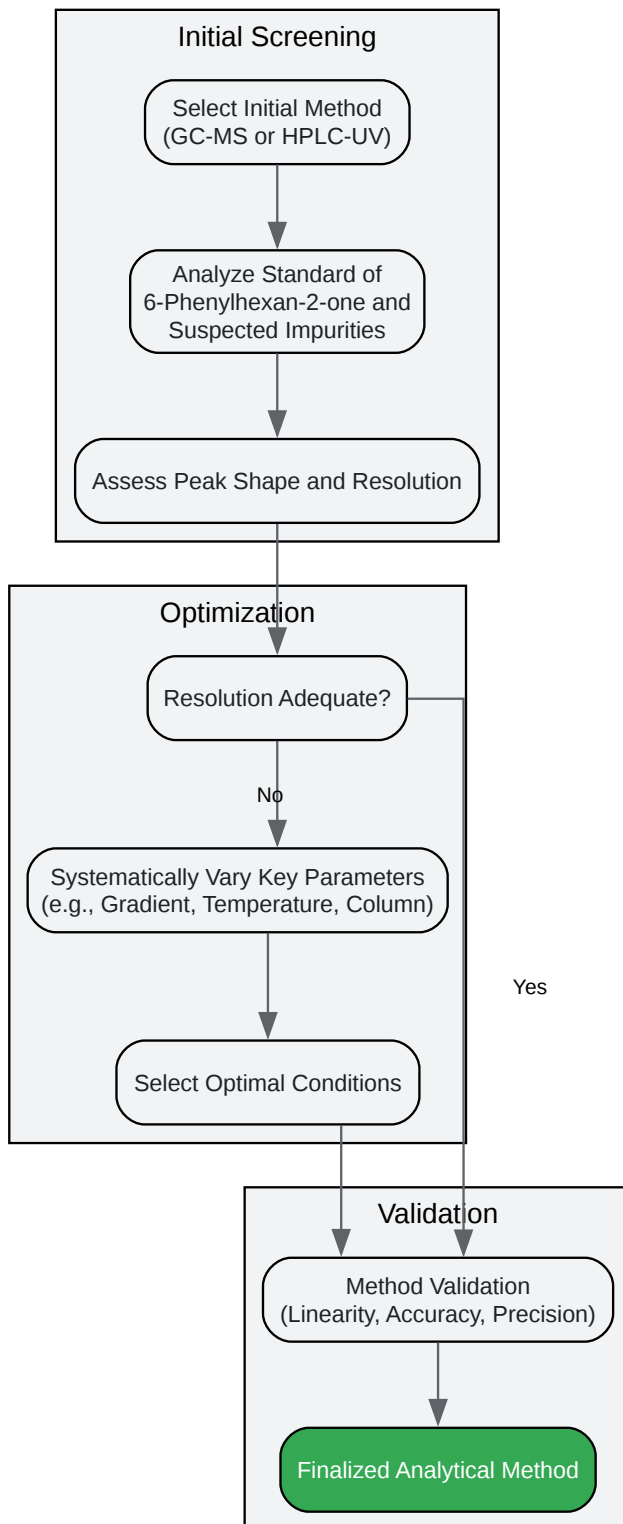 Initial Screening
Select Initial Method
(GC-MS or HPLC-UV)
Analyze Standard of
6-Phenylhexan-2-one and
Suspected Impurities
Assess Peak Shape and Resolution
Optimization
Resolution Adequate?
No
Systematically Vary Key Parameters
(e.g., Gradient, Temperature, Column)
Yes
Select Optimal Conditions
Validation
Method Validation
(Linearity, Accuracy, Precision)
Finalized Analytical Method